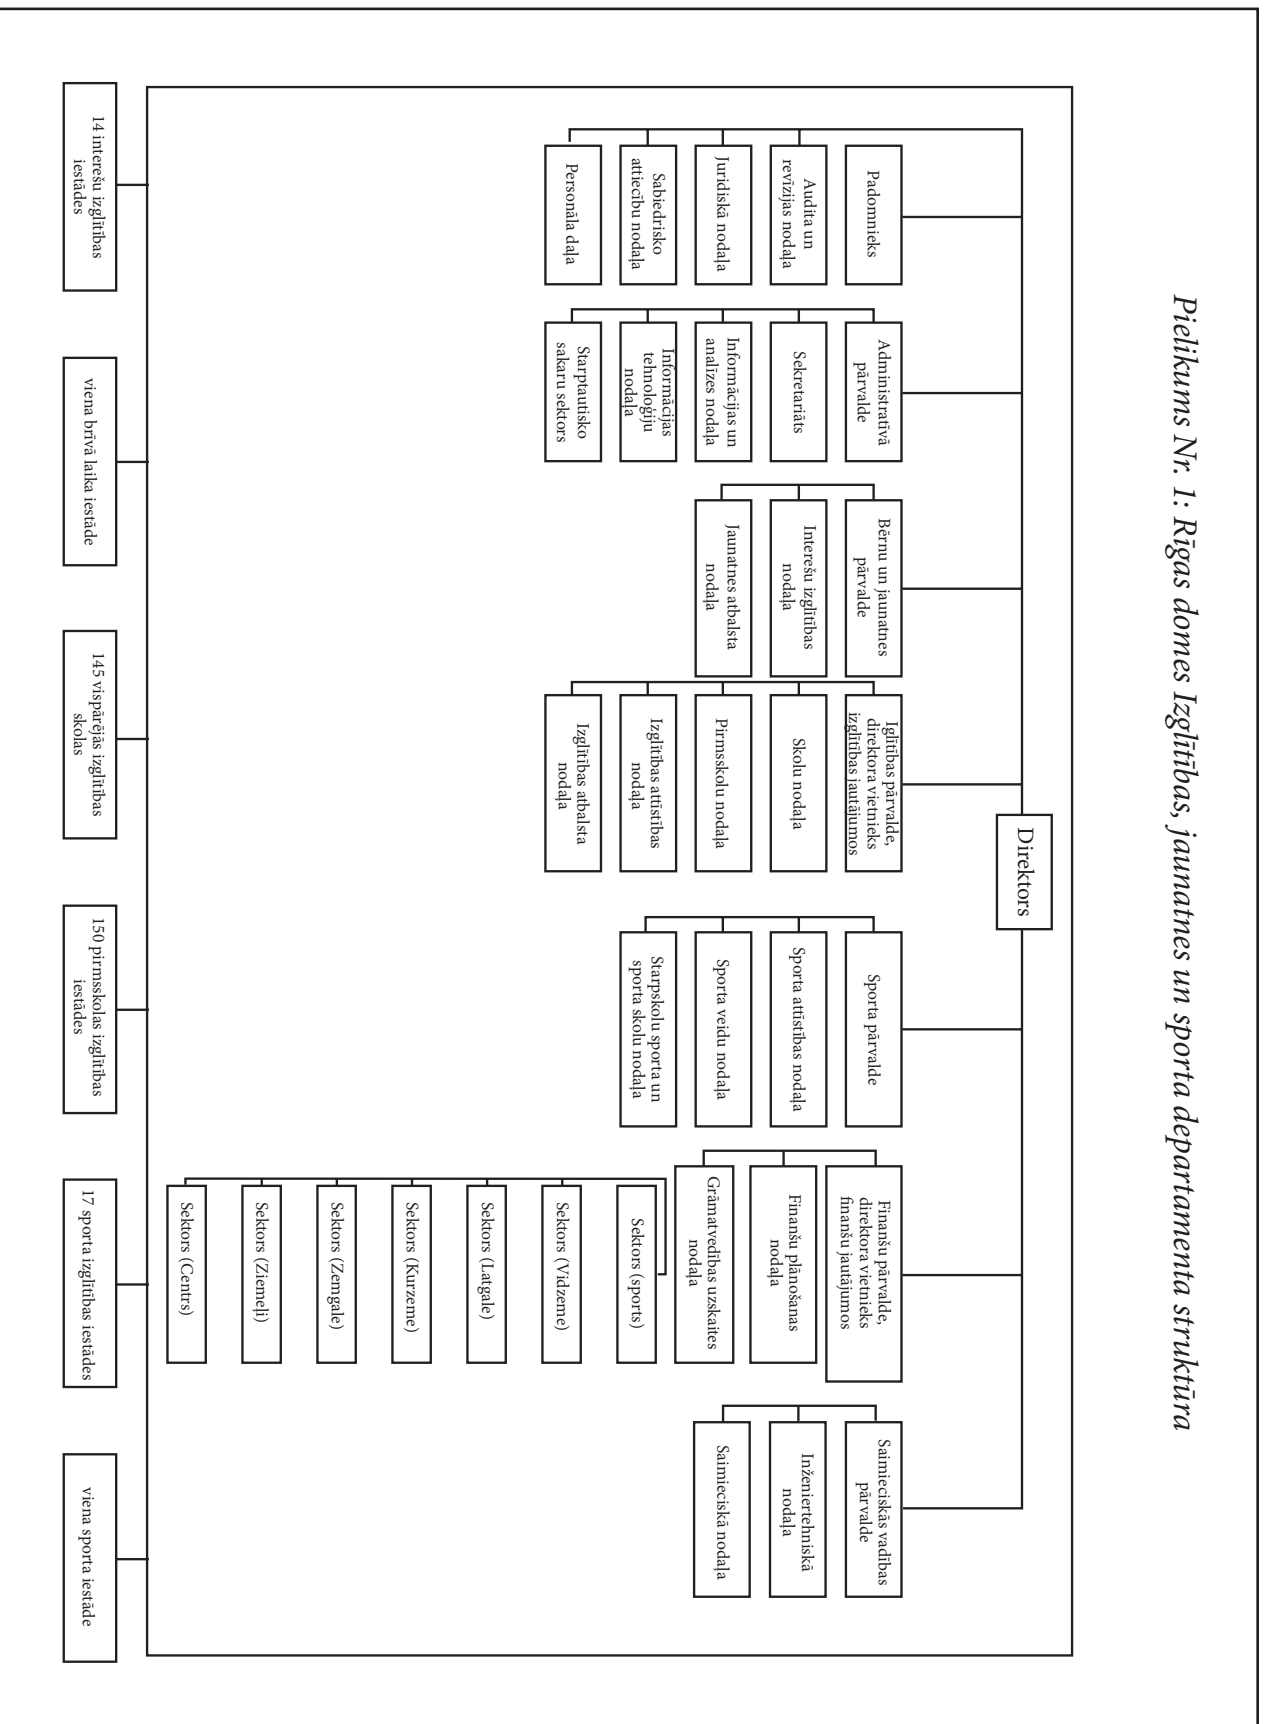 Pielikums Nr. 1: Rīgas domes Izglītības, jaunatnes un sporta departamenta struktūra
Direktors
Padomnieks
Audita un
revīzijas nodaļa
Juridiskā nodaļa
Sabiedrisko
attiecību nodaļa
Personāla daļa
Administratīvā
pārvalde
Sekretariāts
Informācijas un
analīzes nodaļa
Informācijas
tehnoloģiju
nodaļa
Starptautisko
sakaru sektors
Bērnu un jaunatnes
pārvalde
Interešu izglītības
nodaļa
Jaunatnes atbalsta
nodaļa
Iglītības pārvalde,
direktora vietnieks
izglītības jautājumos
Skolu nodaļa
Pirmsskolu nodaļa
Izglītības attīstības
nodaļa
Izglītības atbalsta
nodaļa
Sporta pārvalde
Sporta attīstības nodaļa
Sporta veidu nodaļa
Starpskolu sporta un
sporta skolu nodaļa
Finanšu pārvalde,
direktora vietnieks
finanšu jautājumos
Finanšu plānošanas
nodaļa
Grāmatvedības uzskaites
nodaļa
Sektors (sports)
Sektors (Vidzeme)
Sektors (Latgale)
Sektors (Kurzeme)
Sektors (Zemgale)
Sektors (Ziemeļi)
Sektors (Centrs)
Saimieciskās vadības
pārvalde
Inženiertehniskā
nodaļa
Saimieciskā nodaļa
14 interešu izglītības
iestādes
viena brīvā laika iestāde
145 vispārējās izglītības
skolas
150 pirmsskolas izglītības
iestādes
17 sporta izglītības iestādes
viena sporta iestāde